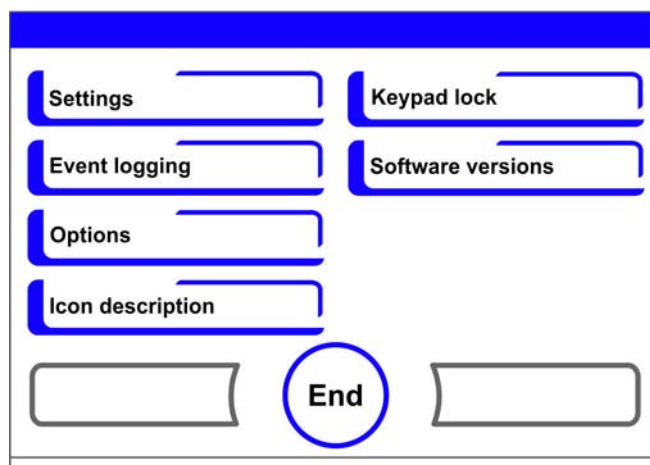 Settings
Keypad lock
Event logging
Software versions
Options
Icon description
End